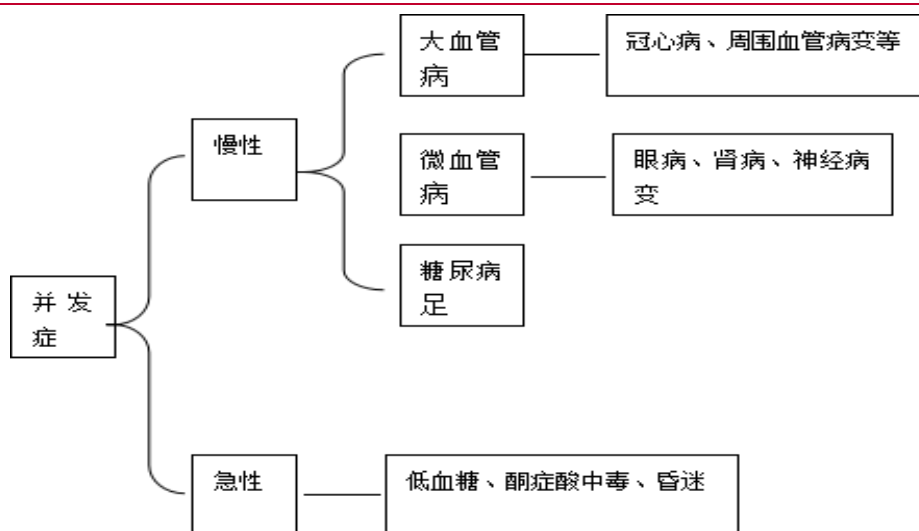 大血管
病
冠心病、周围血管病变等
慢性
微血管
病
眼病、肾病、神经病
变
糖尿病
足
并发
症
急性
低血糖、酮症酸中毒、昏迷